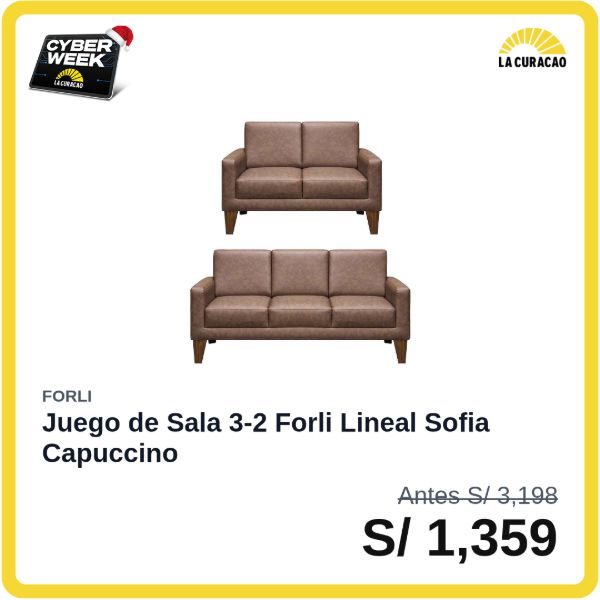 CYBER
WEEK
LA CURACAO
LA CURACAO
FORLI
Juego de Sala 3-2 Forli Lineal Sofia
Capuccino
Antes S/ 3,198
S/ 1,359